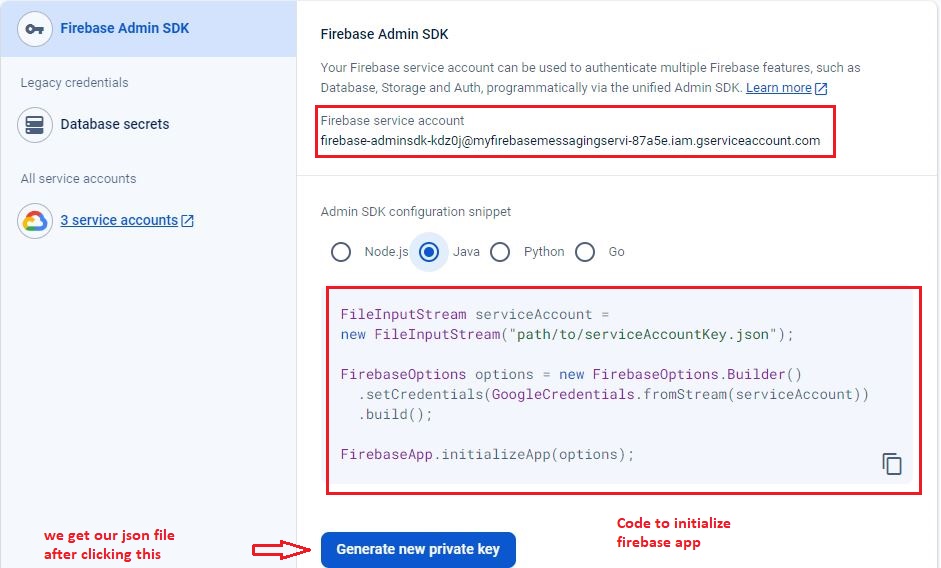 Firebase Admin SDK
Legacy credentials
Database secrets
All service accounts
3 service accounts
Firebase Admin SDK
Your Firebase service account can be used to authenticate multiple Firebase features, such as
Database, Storage and Auth, programmatically via the unified Admin SDK. Learn more
Firebase service account
firebase-adminsdk-kdz0j@myfirebasemessagingservi-87a5e.iam.gserviceaccount.com
Admin SDK configuration snippet
Node.js Java Python Go
FileInputStream serviceAccount =
new FileInputStream("path/to/serviceAccountKey.json");
FirebaseOptions options = new FirebaseOptions.Builder()
.setCredentials(GoogleCredentials.fromStream(serviceAccount))
.build();
FirebaseApp.initializeApp(options);
we get our json file
after clicking this
Generate new private key
Code to initialize
firebase app